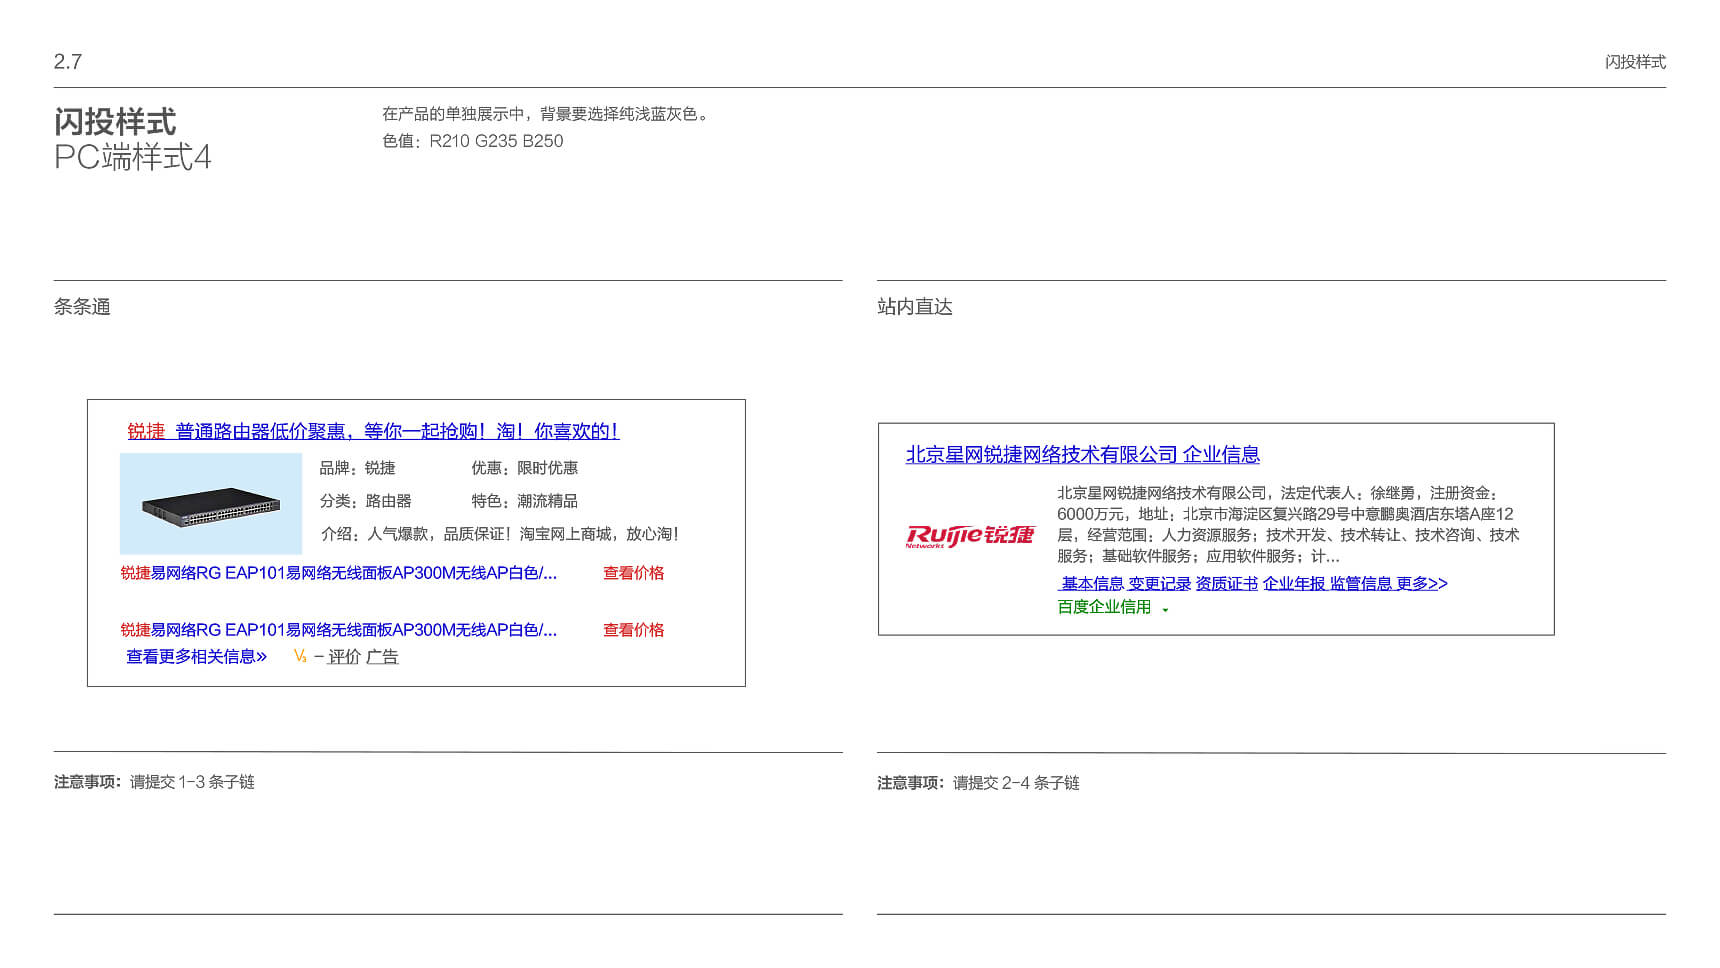 2.7
闪投样式
闪投样式
PC端样式4
在产品的单独展示中，背景要选择纯浅蓝灰色。
色值：R210 G235 B250
条条通
锐捷 普通路由器低价聚惠，等你一起抢购！淘！你喜欢的！
品牌：锐捷 优惠：限时优惠
分类：路由器 特色：潮流精品
介绍：人气爆款，品质保证！淘宝网上商城，放心淘！
锐捷易网络RG EAP101易网络无线面板AP300M无线AP白色/... 查看价格
锐捷易网络RG EAP101易网络无线面板AP300M无线AP白色/... 查看价格
查看更多相关信息» V3 – 评价 广告
注意事项：请提交 1-3 条子链
站内直达
北京星网锐捷网络技术有限公司 企业信息
Ruijie锐捷
Networks
北京星网锐捷网络技术有限公司，法定代表人：徐继勇，注册资金：
6000万元，地址：北京市海淀区复兴路29号中意鹏奥酒店东塔A座12
层，经营范围：人力资源服务；技术开发、技术转让、技术咨询、技术
服务；基础软件服务；应用软件服务；计...
基本信息 变更记录 资质证书 企业年报 监管信息 更多>>
百度企业信用
注意事项：请提交 2-4 条子链